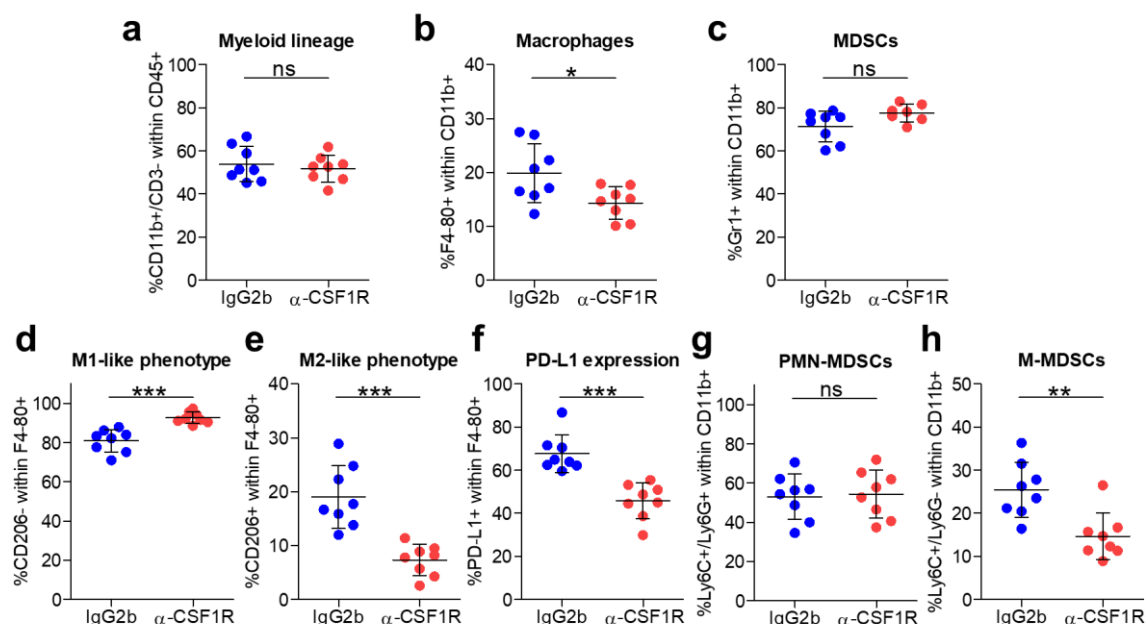 a
Myeloid lineage
ns
%CD11b+/CD3- within CD45+
100
80
60
40
20
0
IgG2b α-CSF1R
b
Macrophages
*
%F4-80+ within CD11b+
40
30
20
10
0
IgG2b α-CSF1R
c
MDSCs
ns
%Gr1+ within CD11b+
100
80
60
40
20
0
IgG2b α-CSF1R
d
M1-like phenotype
***
%CD206- within F4-80+
100
80
60
40
20
0
IgG2b α-CSF1R
e
M2-like phenotype
***
%CD206+ within F4-80+
40
30
20
10
0
IgG2b α-CSF1R
f
PD-L1 expression
***
%PD-L1+ within F4-80+
100
80
60
40
20
0
IgG2b α-CSF1R
g
PMN-MDSCs
ns
%Ly6C+/Ly6G+ within CD11b+
100
80
60
40
20
0
IgG2b α-CSF1R
h
M-MDSCs
**
%Ly6C+/Ly6G- within CD11b+
50
40
30
20
10
0
IgG2b α-CSF1R